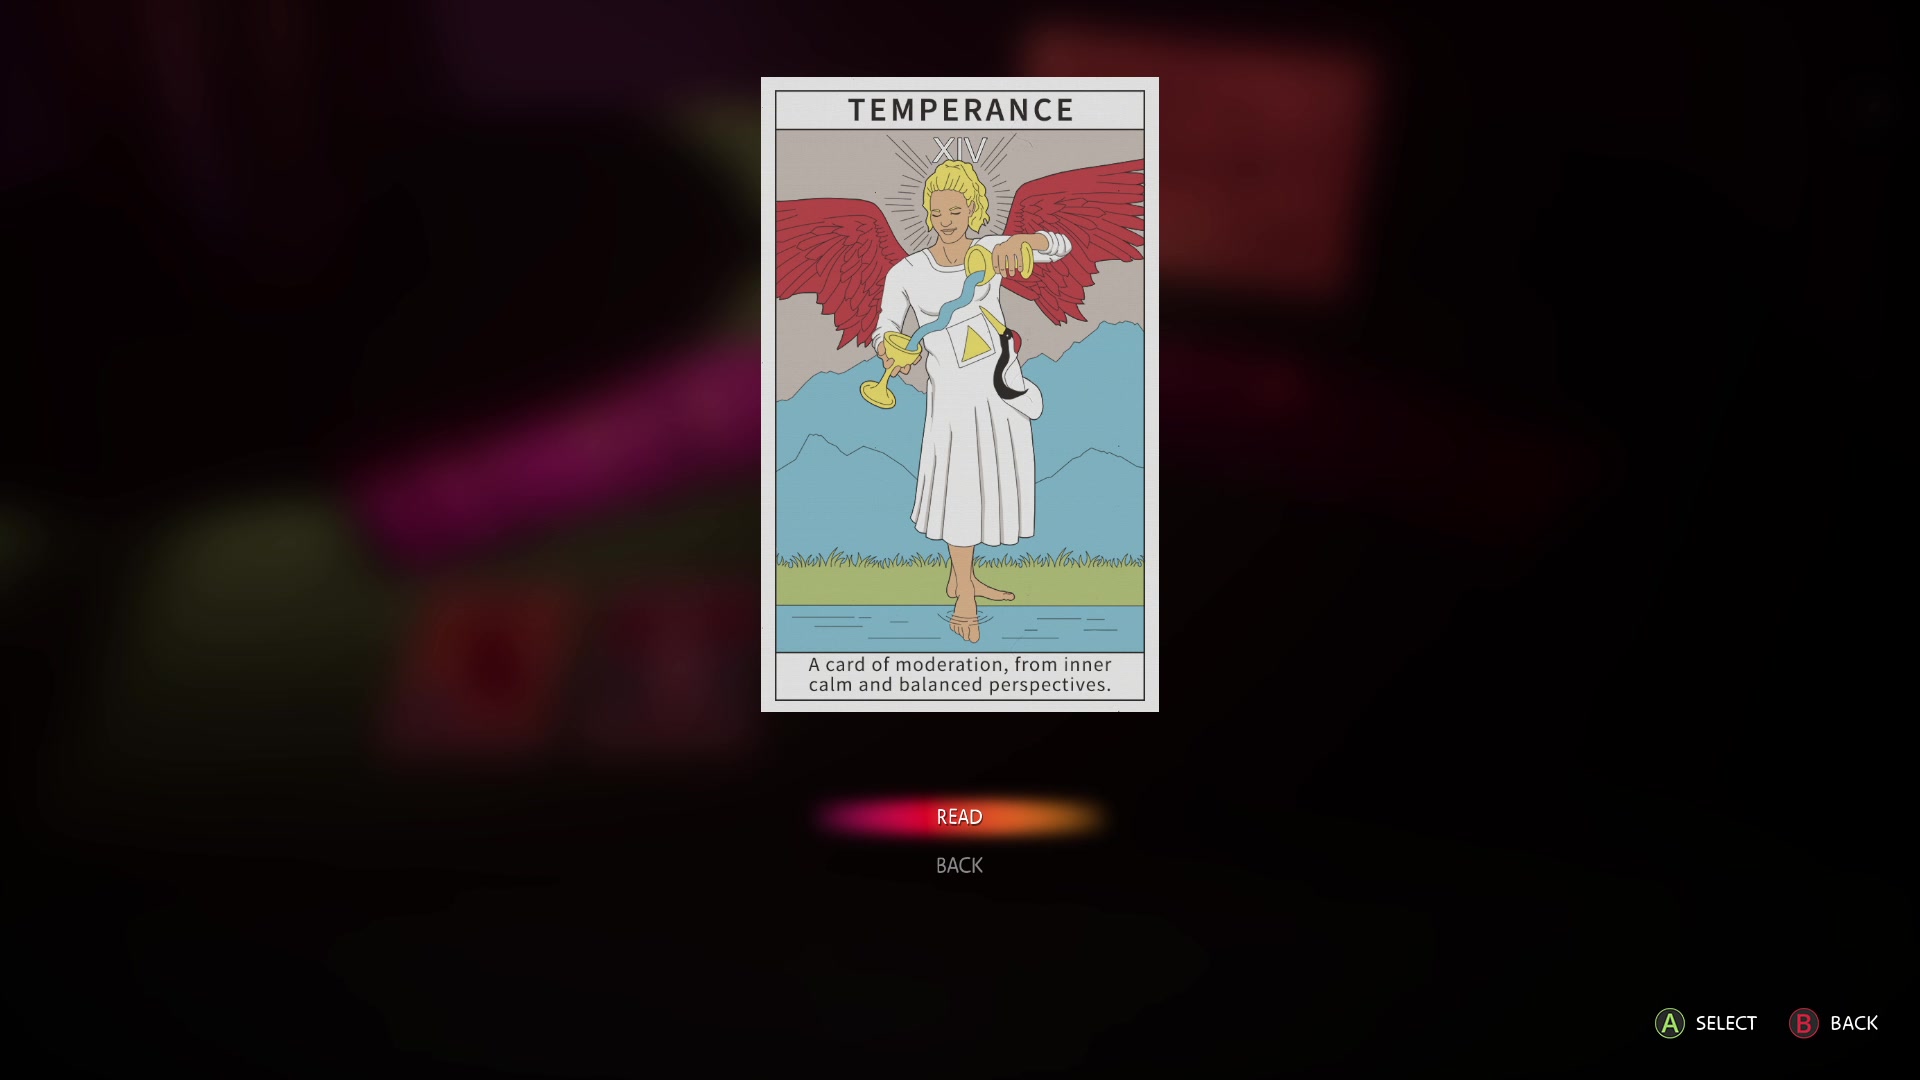 TEMPERANCE
XIV
A card of moderation, from inner
calm and balanced perspectives.
READ
BACK
A SELECT B BACK